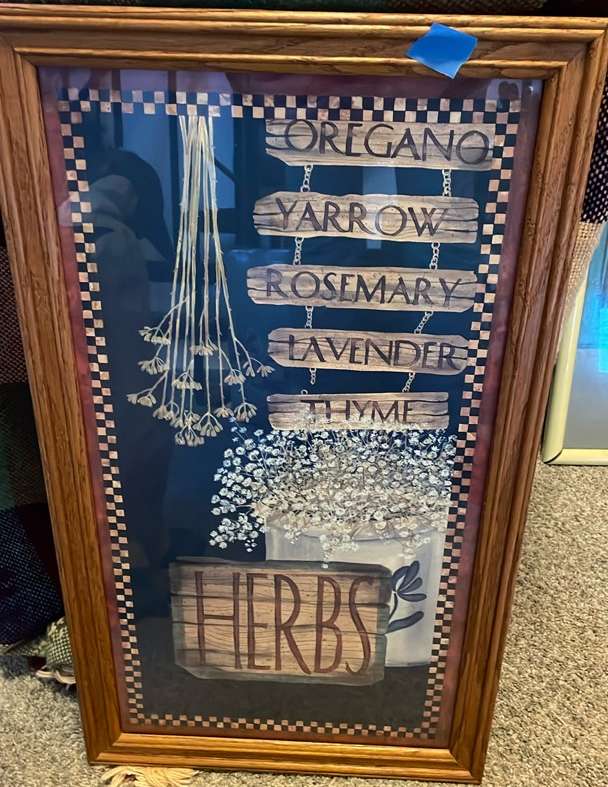 OREGANO
YARROW
ROSEMARY
LAVENDER
THYME
HERBS